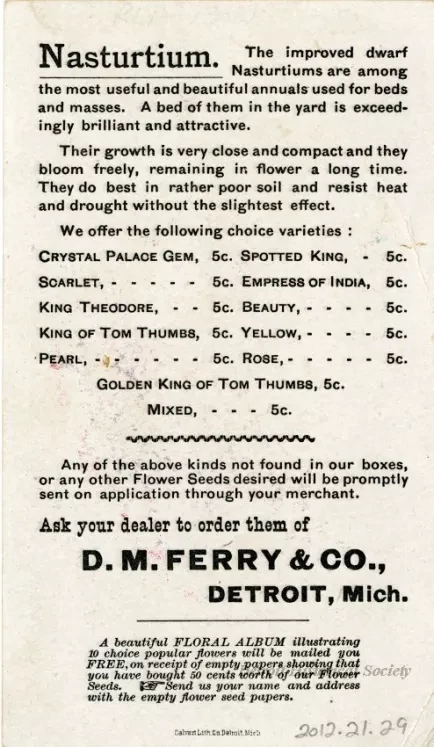 Nasturtium. The improved dwarf
Nasturtiums are among
the most useful and beautiful annuals used for beds
and masses. A bed of them in the yard is exceed-
ingly brilliant and attractive.
Their growth is very close and compact and they
bloom freely, remaining in flower a long time.
They do best in rather poor soil and resist heat
and drought without the slightest effect.
We offer the following choice varieties :
CRYSTAL PALACE GEM, 5c. SPOTTED KING, - 5c.
SCARLET, - - - - - 5c. EMPRESS OF INDIA, 5c.
KING THEODORE, - - 5c. BEAUTY, - - - - 5c.
KING OF TOM THUMBS, 5c. YELLOW, - - - - 5c.
PEARL, - - - - - - 5c. ROSE, - - - - - 5c.
GOLDEN KING OF TOM THUMBS, 5c.
MIXED, - - - 5c.
Any of the above kinds not found in our boxes,
or any other Flower Seeds desired will be promptly
sent on application through your merchant.
Ask your dealer to order them of
D. M. FERRY & CO.,
DETROIT, Mich.
A beautiful FLORAL ALBUM illustrating
10 choice popular flowers will be mailed you
FREE, on receipt of empty papers showing that
you have bought 50 cents worth of our Flower
Seeds. ☞ Send us your name and address
with the empty flower seed papers.
Society
Calvert Lith Co Detroit Mich
2012.21.29